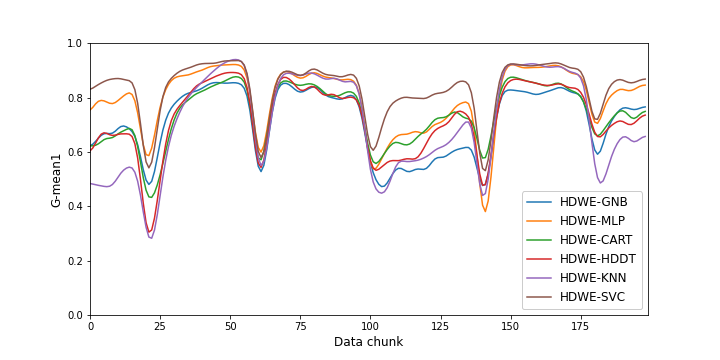 1.0
0.8
0.6
0.4
0.2
0.0
G-mean1
0 25 50 75 100 125 150 175
Data chunk
HDWE-GNB
HDWE-MLP
HDWE-CART
HDWE-HDDT
HDWE-KNN
HDWE-SVC